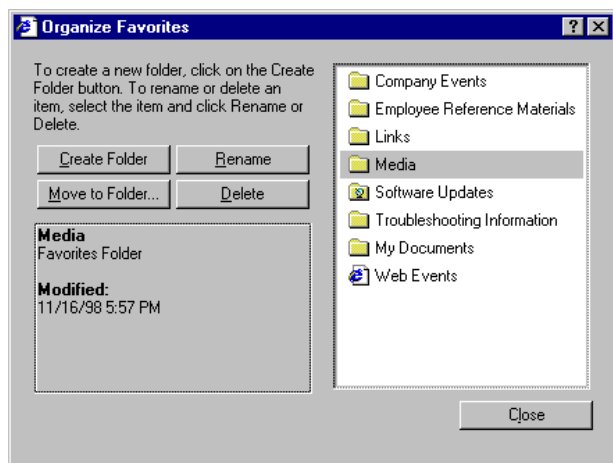 Organize Favorites
To create a new folder, click on the Create
Folder button. To rename or delete an
item, select the item and click Rename or
Delete.
Create Folder
Rename
Move to Folder...
Delete
Media
Favorites Folder
Modified:
11/16/98 5:57 PM
Company Events
Employee Reference Materials
Links
Media
Software Updates
Troubleshooting Information
My Documents
Web Events
Close